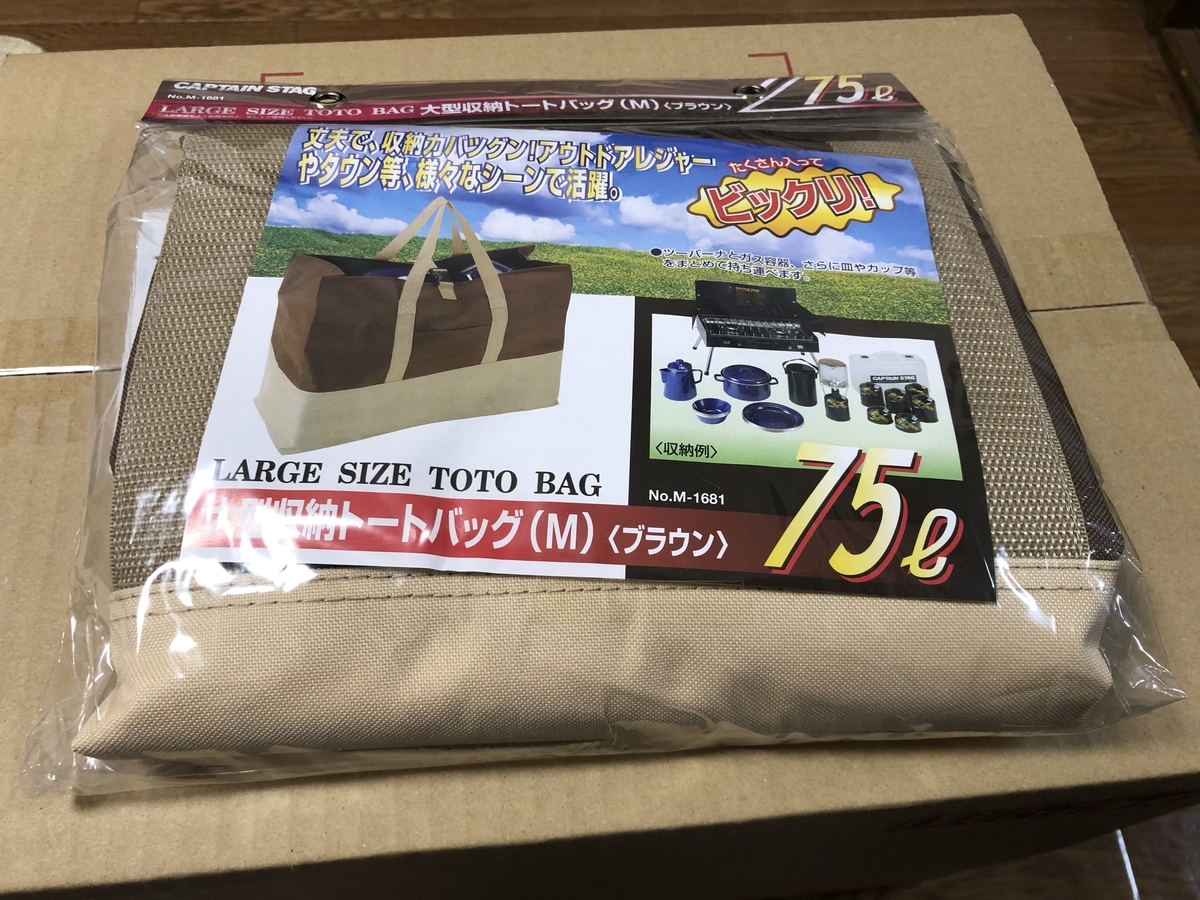 CAPTAIN STAG
No.M-1681
LARGE SIZE TOTO BAG 大型収納トートバッグ(M)〈ブラウン〉
75ℓ
丈夫で、収納力バツグン!アウトドアレジャー
やタウン等、様々なシーンで活躍。
たくさん入って
ビックリ!
●ツーバーナとガス容器、さらに皿やカップ等
をまとめて持ち運べます。
CAPTAIN STAG
〈収納例〉
LARGE SIZE TOTO BAG
No.M-1681
大型収納トートバッグ(M)〈ブラウン〉
75ℓ